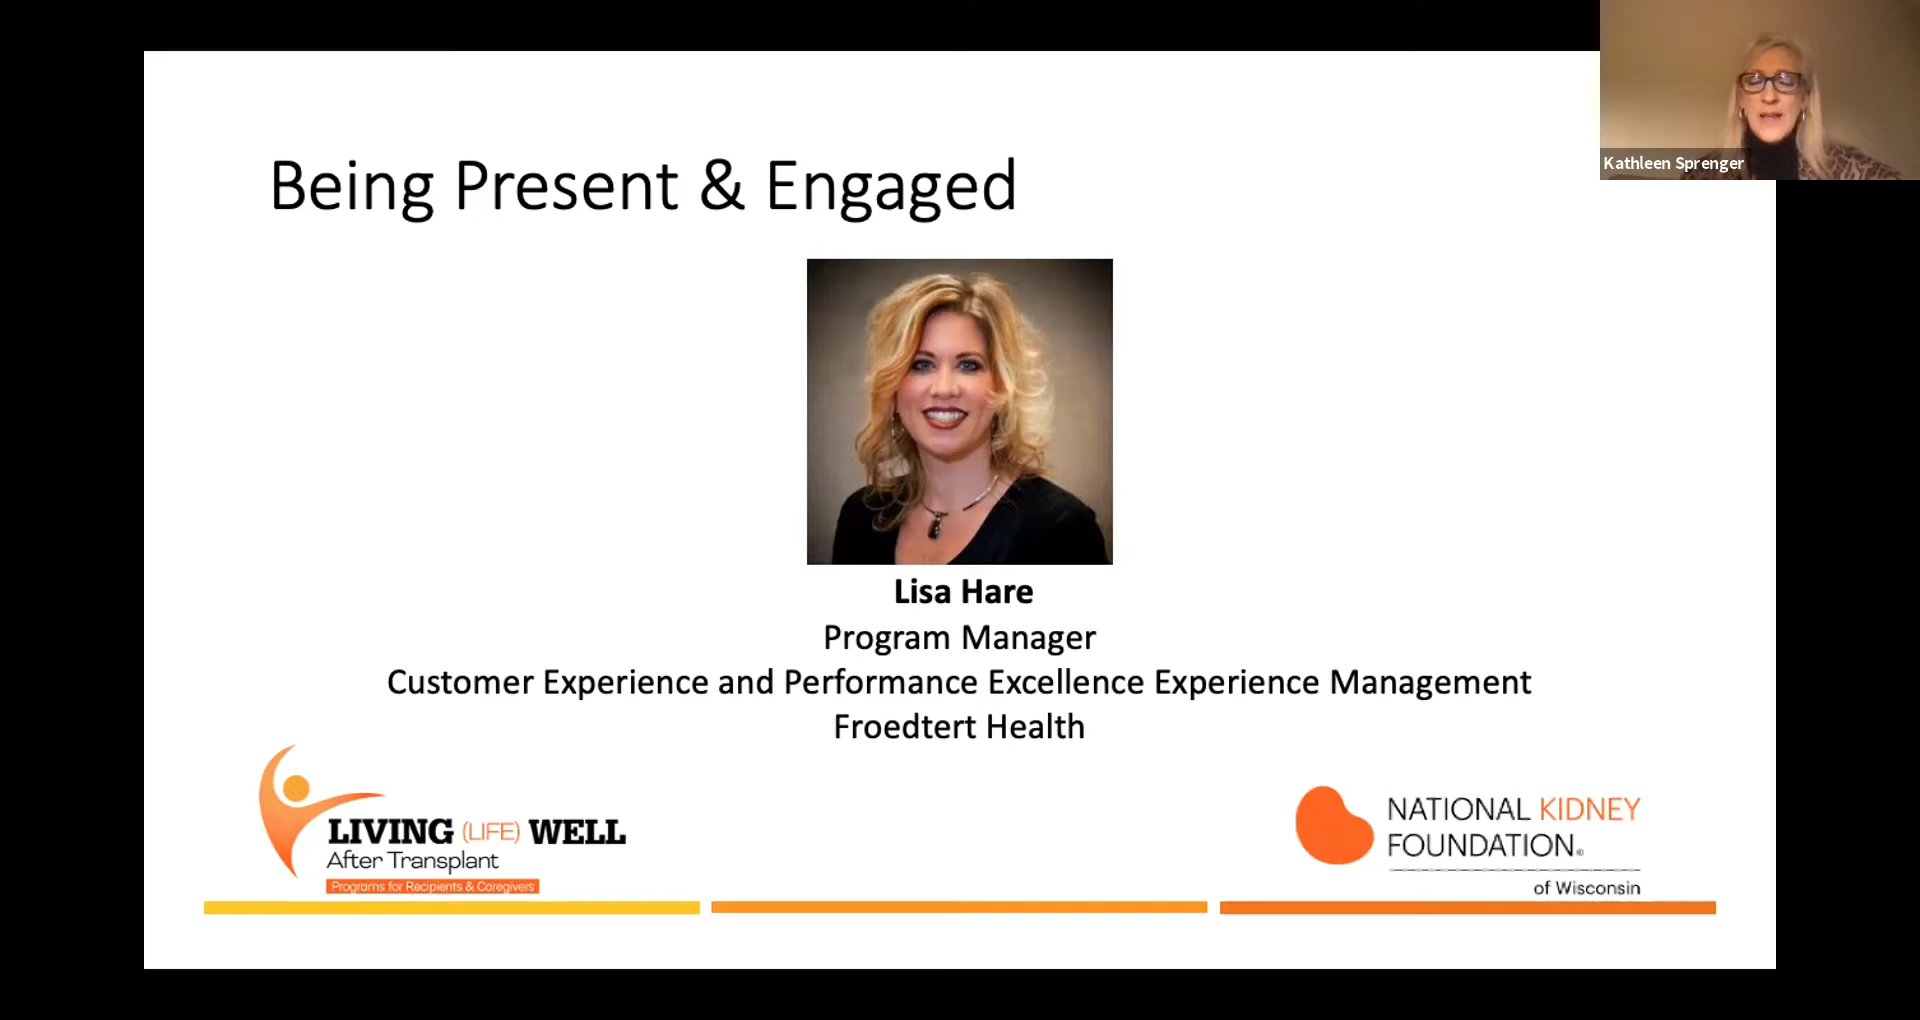 Being Present & Engaged
Kathleen Sprenger
Lisa Hare
Program Manager
Customer Experience and Performance Excellence Experience Management
Froedtert Health
LIVING (LIFE) WELL
After Transplant
Programs for Recipients & Caregivers
NATIONAL KIDNEY
FOUNDATION®
of Wisconsin